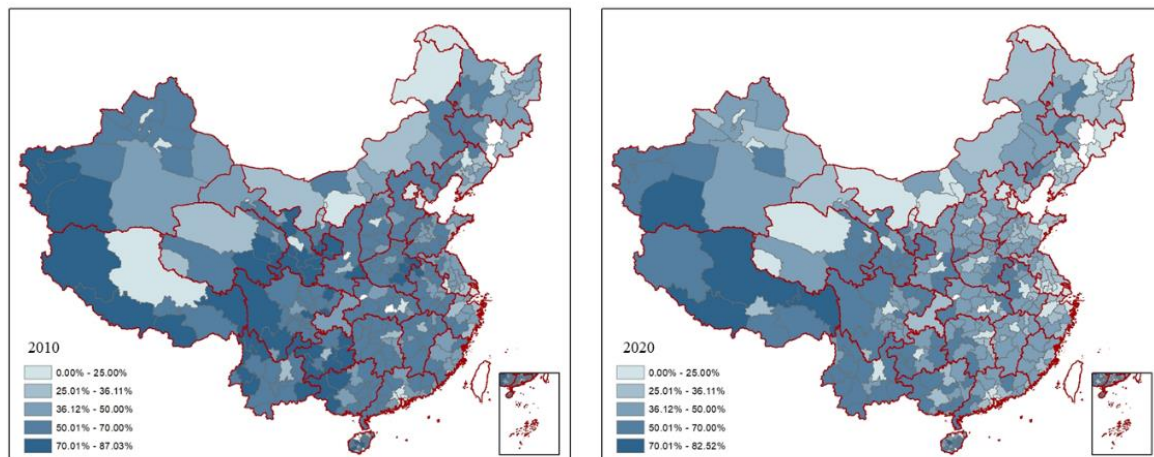 2010
0.00% - 25.00%
25.01% - 36.11%
36.12% - 50.00%
50.01% - 70.00%
70.01% - 87.03%
2020
0.00% - 25.00%
25.01% - 36.11%
36.12% - 50.00%
50.01% - 70.00%
70.01% - 82.52%